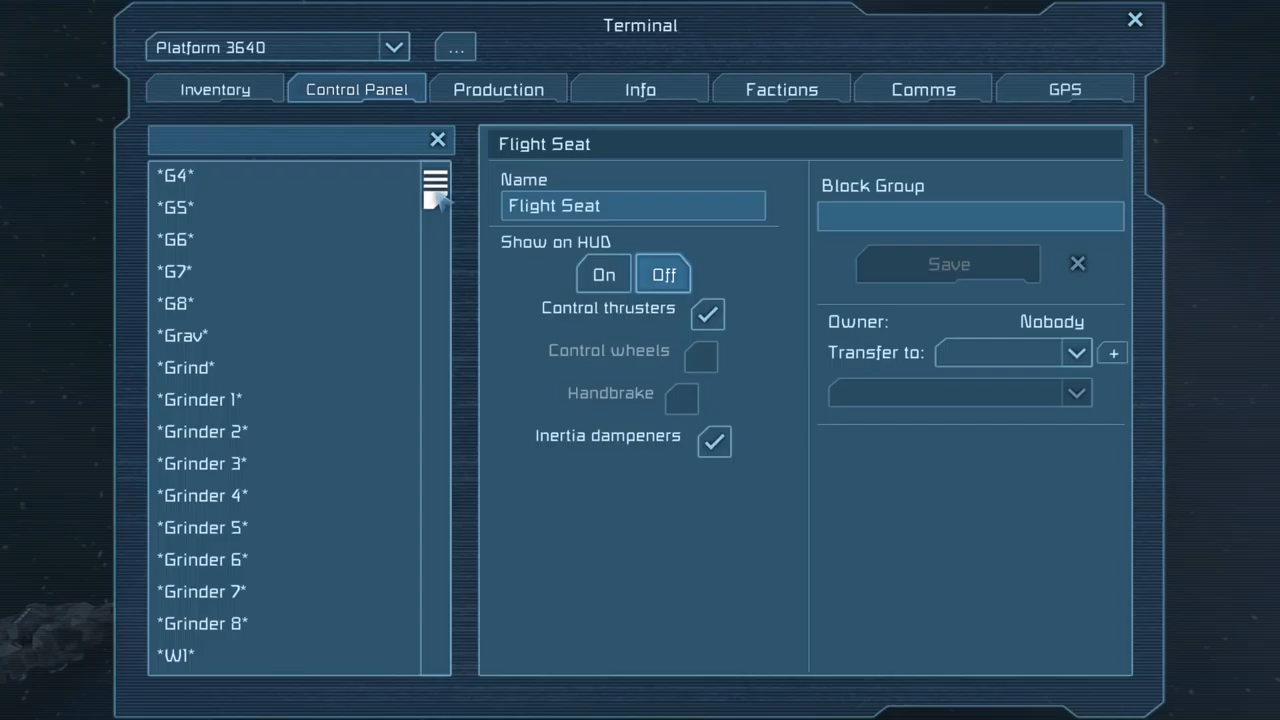 Terminal
Platform 3640
...
Inventory
Control Panel
Production
Info
Factions
Comms
GPS
*G4*
*G5*
*G6*
*G7*
*G8*
*Grav*
*Grind*
*Grinder 1*
*Grinder 2*
*Grinder 3*
*Grinder 4*
*Grinder 5*
*Grinder 6*
*Grinder 7*
*Grinder 8*
*W1*
Flight Seat
Name
Flight Seat
Show on HUD
On Off
Control thrusters
Control wheels
Handbrake
Inertia dampeners
Block Group
Save
Owner: Nobody
Transfer to: +